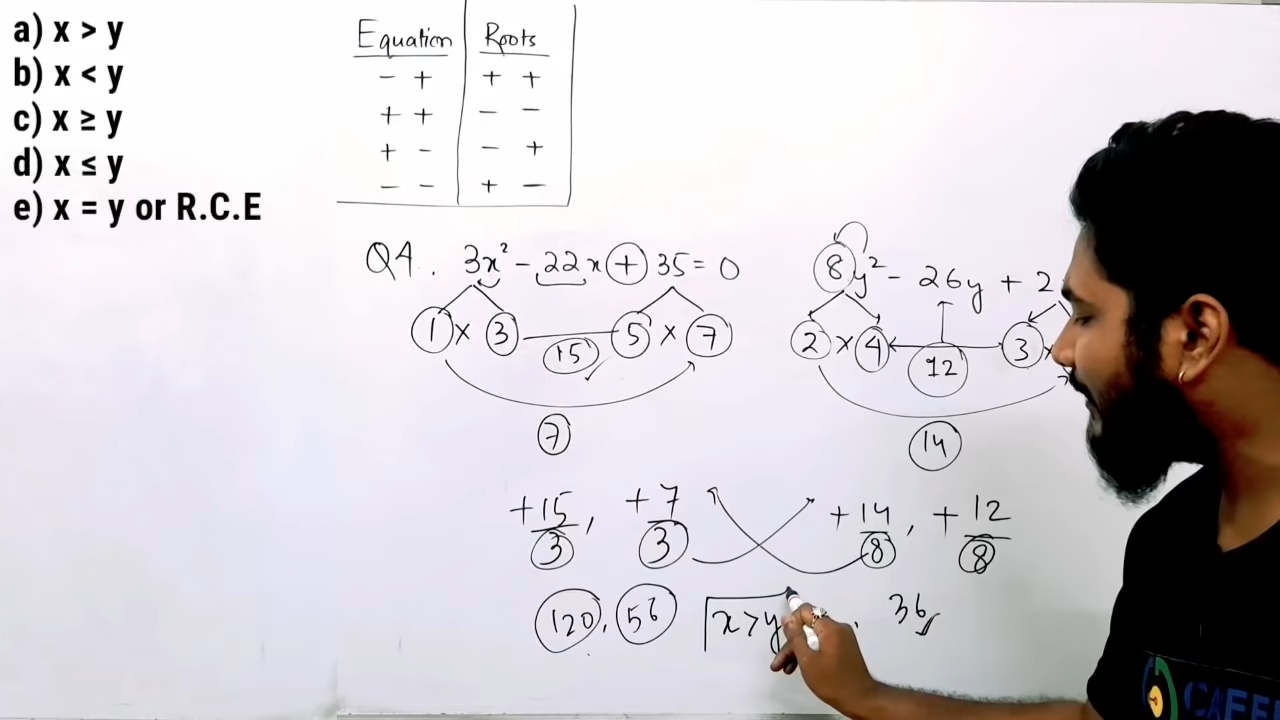 a) x > y
b) x < y
c) x ≥ y
d) x ≤ y
e) x = y or R.C.E
Equation Roots
- + + +
+ + - -
+ - - +
- - + -
Q4. 3x² - 22x + 35 = 0
1 x 3 15 5 x 7
7
8y² - 26y + 2
2 x 4 12 3 x
14
+15/3, +7/3
+14/8, +12/8
120, 56 x>y , 36